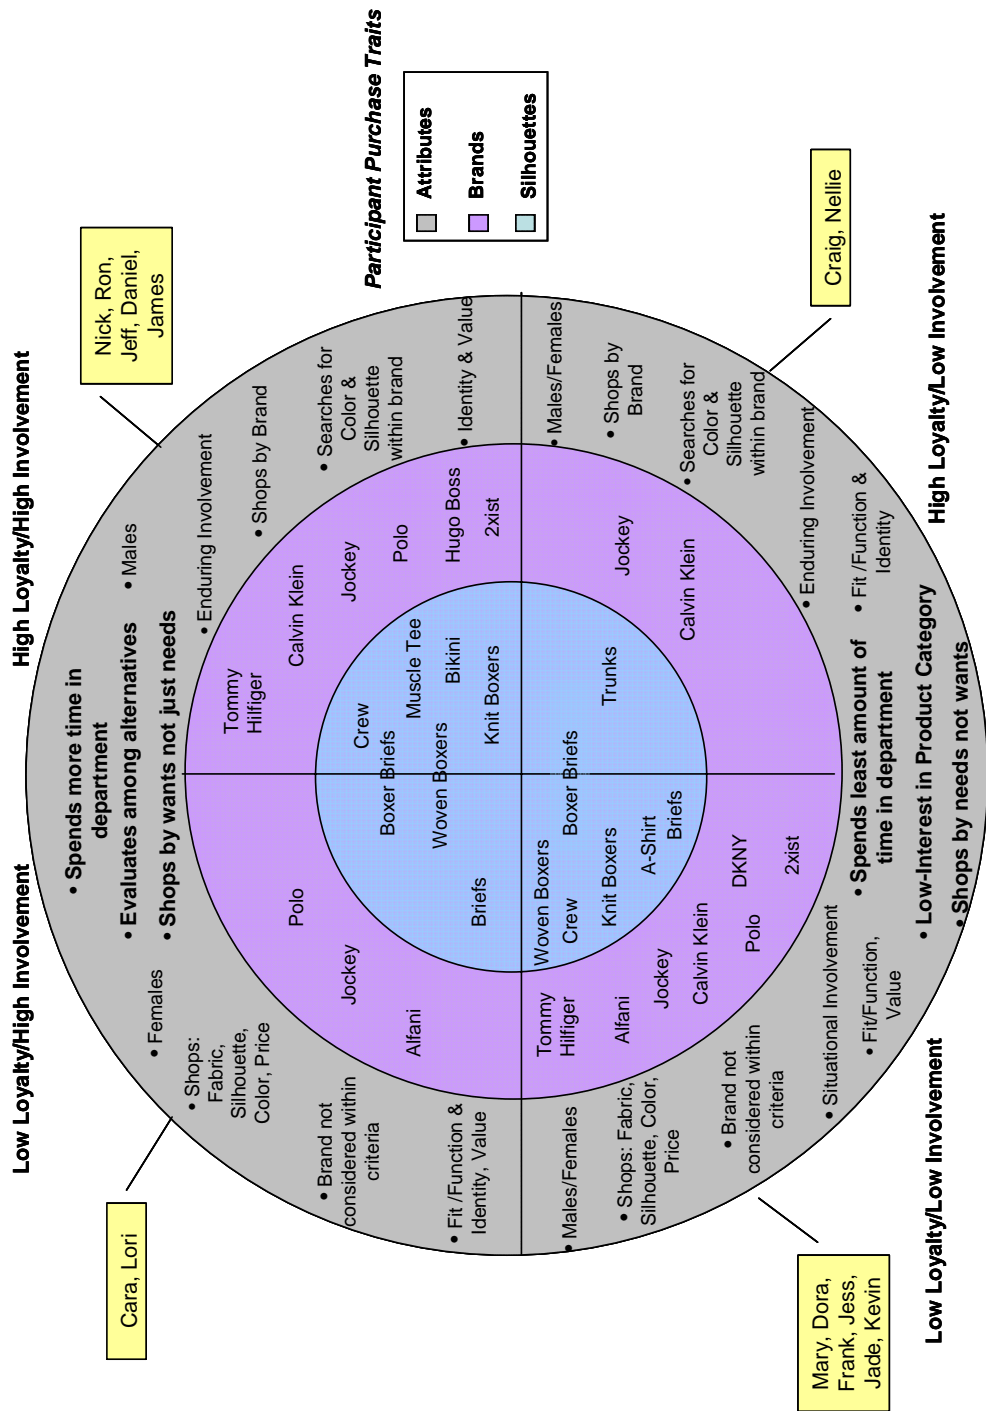 Participant Purchase Traits
Attributes
Brands
Silhouettes
Low Loyalty/High Involvement
High Loyalty/High Involvement
Cara, Lori
Nick, Ron,
Jeff, Daniel,
James
• Spends more time in
department
• Evaluates among alternatives
• Shops by wants not just needs
• Females
• Shops:
Fabric,
Silhouette,
Color, Price
• Brand not
considered within
criteria
• Fit /Function &
Identity, Value
• Males
• Enduring Involvement
• Shops by Brand
• Searches for
Color &
Silhouette
within brand
• Identity & Value
Polo
Jockey
Alfani
Tommy
Hilfiger
Calvin Klein
Jockey
Polo
Hugo Boss
2xist
Crew
Boxer Briefs
Muscle Tee
Woven Boxers
Bikini
Briefs
Knit Boxers
Woven Boxers
Crew
Boxer Briefs
Knit Boxers
Trunks
A-Shirt
Briefs
Tommy
Hilfiger
Alfani
Jockey
Calvin Klein
Polo
DKNY
2xist
Jockey
Calvin Klein
• Males/Females
• Shops: Fabric,
Silhouette, Color,
Price
• Brand not
considered within
criteria
• Situational Involvement
• Fit/Function,
Value
• Males/Females
• Shops by
Brand
• Searches for
Color &
Silhouette
within brand
• Enduring Involvement
• Fit /Function &
Identity
• Spends least amount of
time in department
• Low-Interest in Product Category
• Shops by needs not wants
Mary, Dora,
Frank, Jess,
Jade, Kevin
Craig, Nellie
Low Loyalty/Low Involvement
High Loyalty/Low Involvement